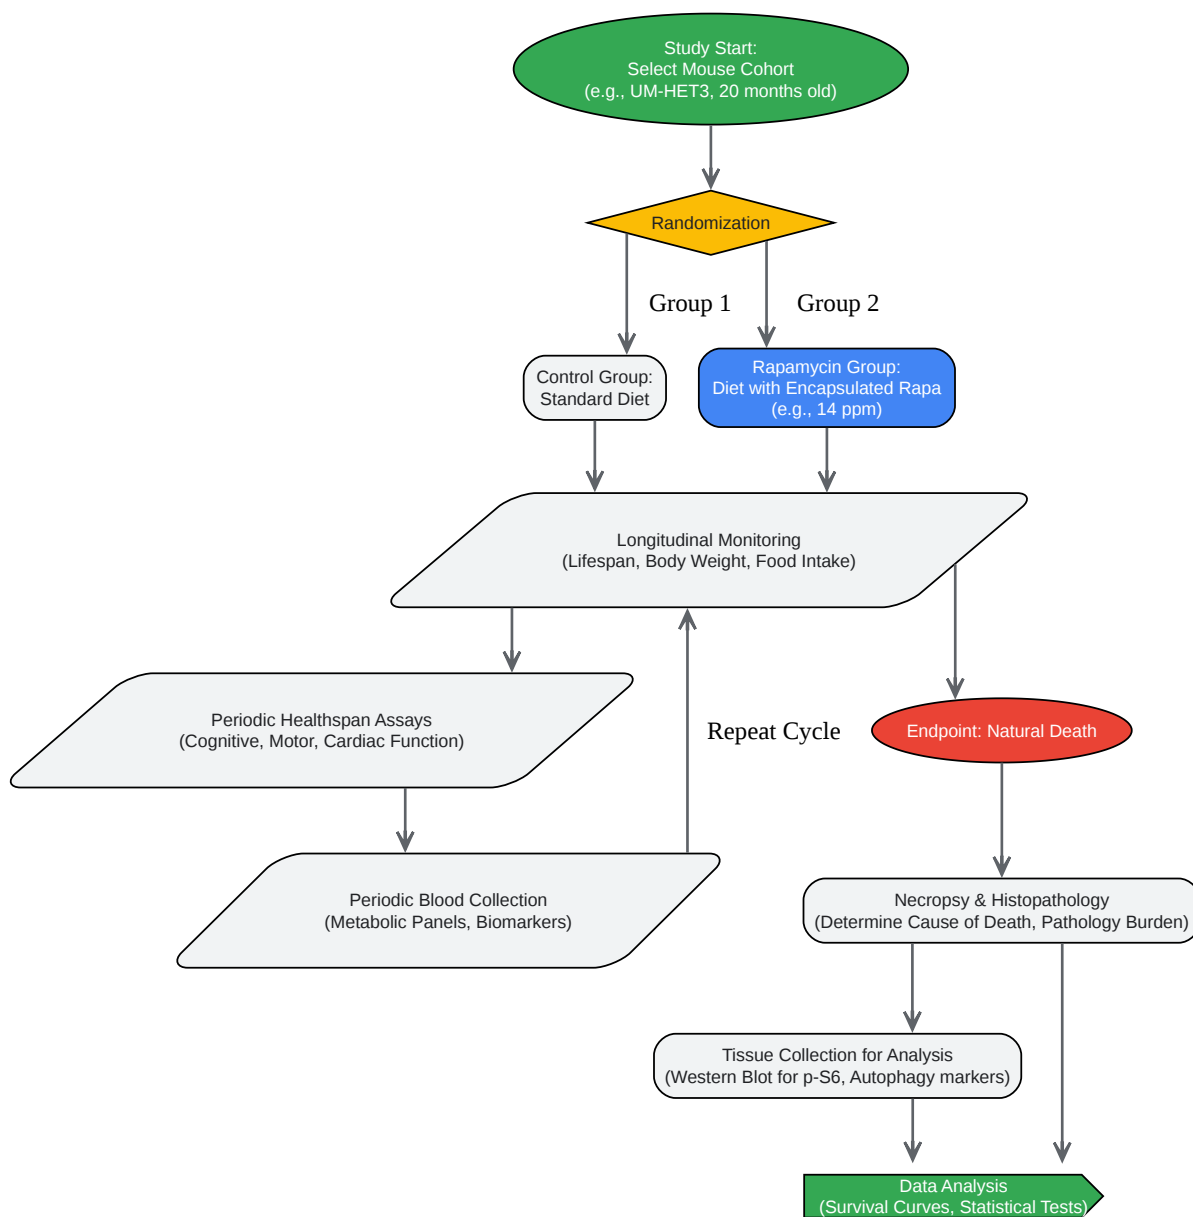 Study Start:
Select Mouse Cohort
(e.g., UM-HET3, 20 months old)
Randomization
Group 1
Group 2
Control Group:
Standard Diet
Rapamycin Group:
Diet with Encapsulated Rapa
(e.g., 14 ppm)
Longitudinal Monitoring
(Lifespan, Body Weight, Food Intake)
Periodic Healthspan Assays
(Cognitive, Motor, Cardiac Function)
Repeat Cycle
Endpoint: Natural Death
Periodic Blood Collection
(Metabolic Panels, Biomarkers)
Necropsy & Histopathology
(Determine Cause of Death, Pathology Burden)
Tissue Collection for Analysis
(Western Blot for p-S6, Autophagy markers)
Data Analysis
(Survival Curves, Statistical Tests)